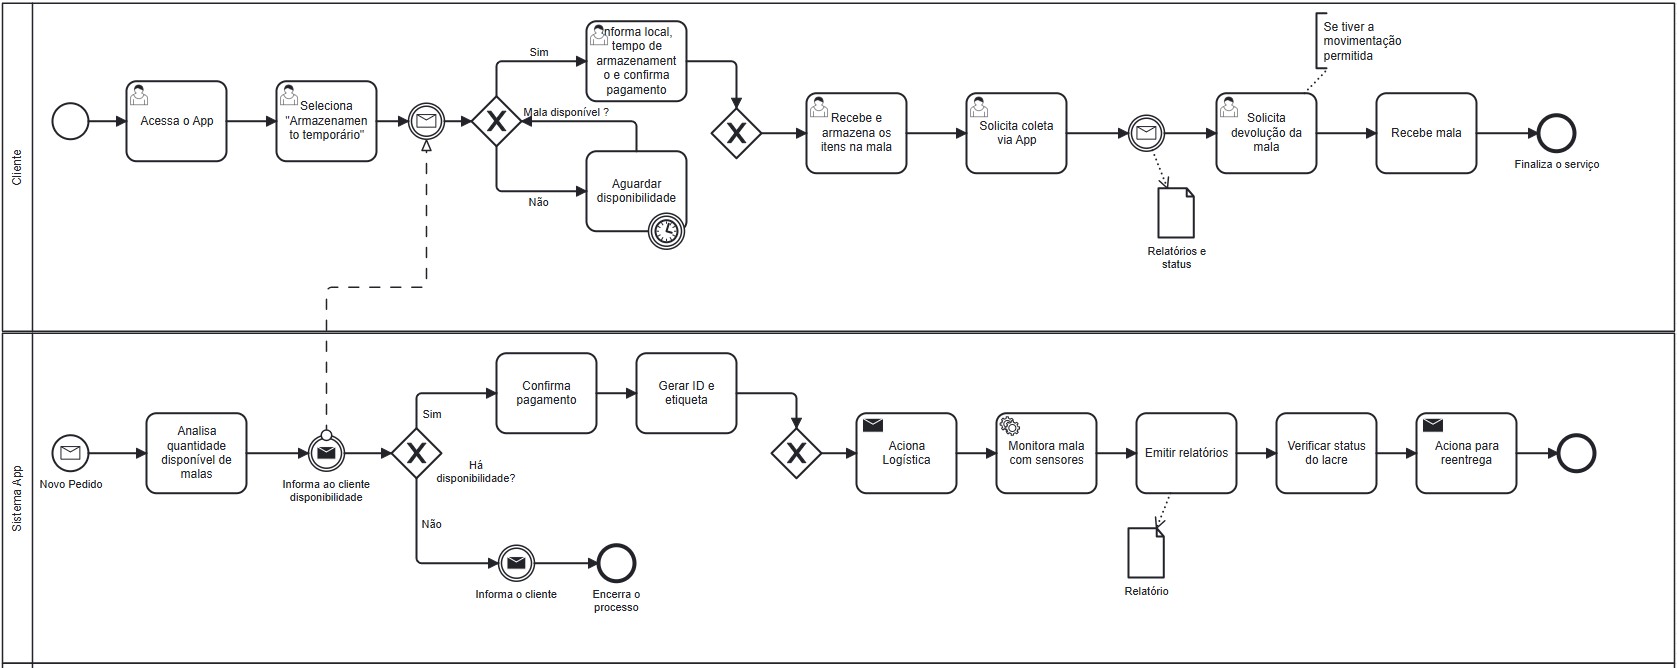 Cliente
Acessa o App
Seleciona
"Armazenamen
to temporário"
Sim
Mala disponível ?
Não
nforma local,
tempo de
armazenament
o e confirma
pagamento
Aguardar
disponibilidade
Recebe e
armazena os
itens na mala
Solicita coleta
via App
Relatórios e
status
Solicita
devolução da
mala
Se tiver a
movimentação
permitida
Recebe mala
Finaliza o serviço
Sistema App
Novo Pedido
Analisa
quantidade
disponível de
malas
Informa ao cliente
disponibilidade
Sim
Há
disponibilidade?
Não
Confirma
pagamento
Gerar ID e
etiqueta
Informa o cliente
Encerra o
processo
Aciona
Logística
Monitora mala
com sensores
Emitir relatórios
Relatório
Verificar status
do lacre
Aciona para
reentrega